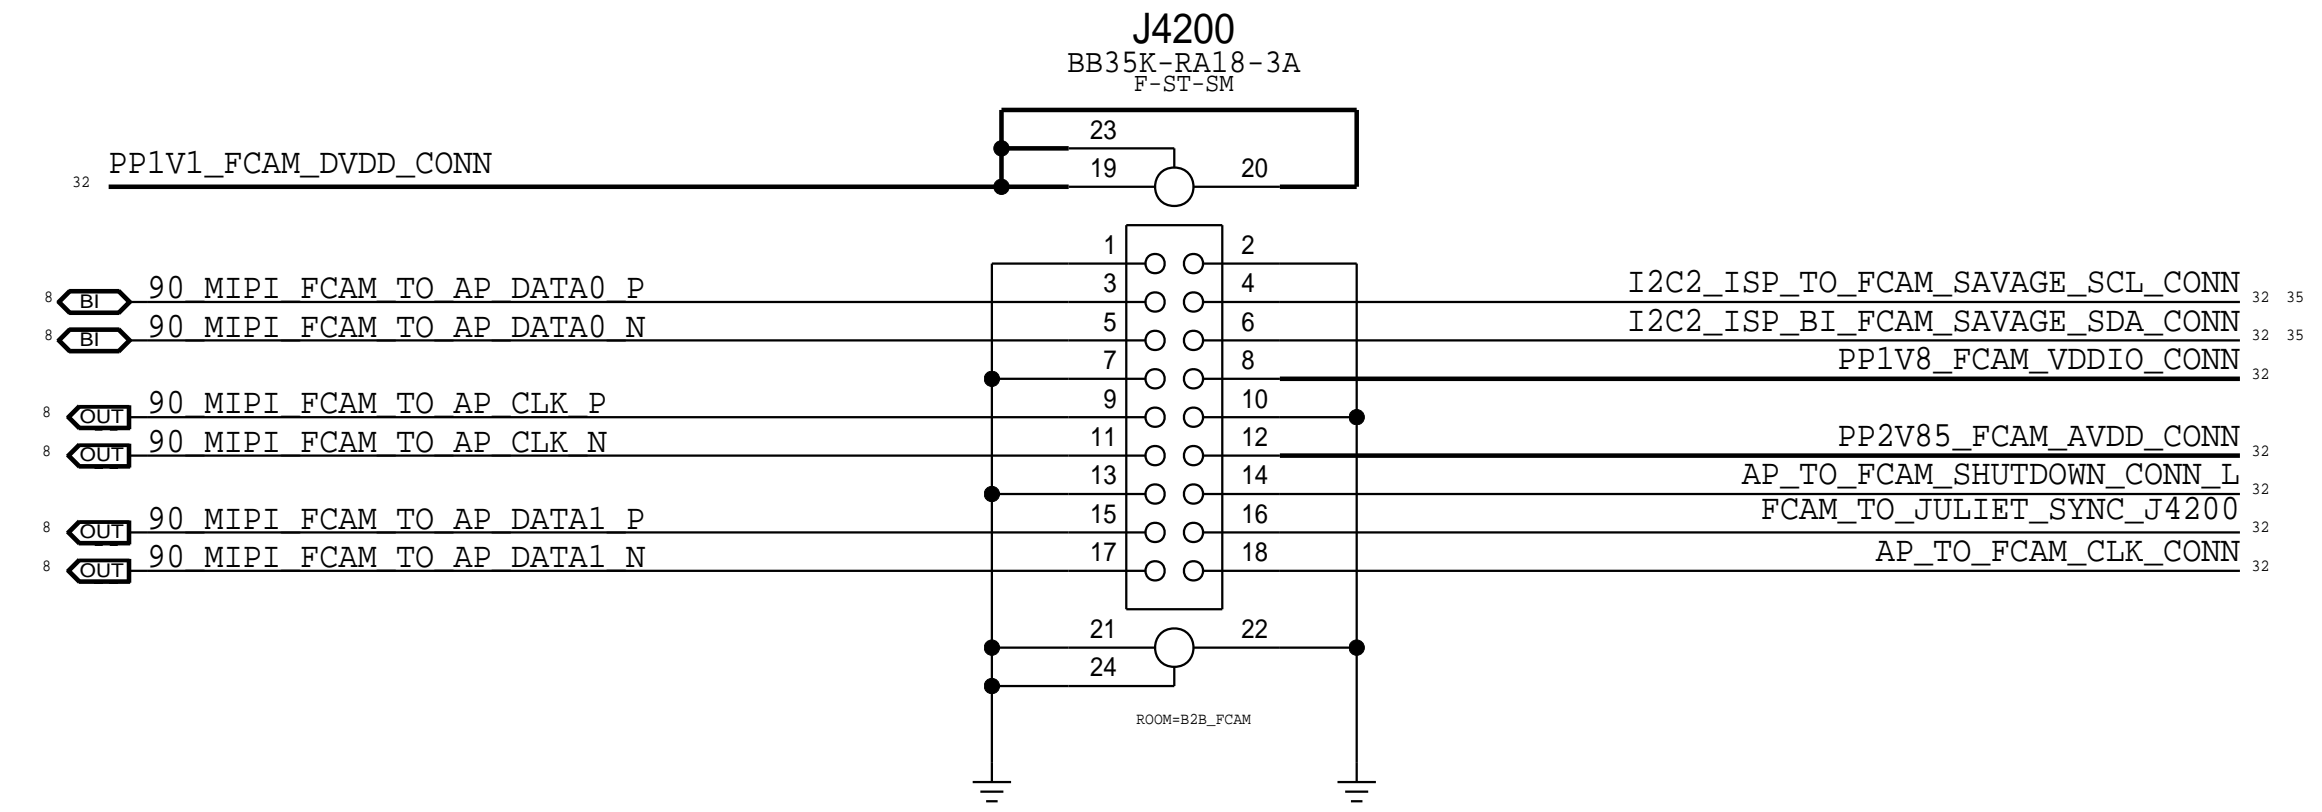 J4200
BB35K-RA18-3A
F-ST-SM
23
PP1V1_FCAM_DVDD_CONN
19 20
32
1 2
90_MIPI_FCAM_TO_AP_DATA0_P 3 4 I2C2_ISP_TO_FCAM_SAVAGE_SCL_CONN
8 BI 32 35
90_MIPI_FCAM_TO_AP_DATA0_N 5 6 I2C2_ISP_BI_FCAM_SAVAGE_SDA_CONN
8 BI 32 35
7 8 PP1V8_FCAM_VDDIO_CONN
32
90_MIPI_FCAM_TO_AP_CLK_P 9 10
8 OUT
90_MIPI_FCAM_TO_AP_CLK_N 11 12 PP2V85_FCAM_AVDD_CONN
8 OUT 32
13 14 AP_TO_FCAM_SHUTDOWN_CONN_L
32
90_MIPI_FCAM_TO_AP_DATA1_P 15 16 FCAM_TO_JULIET_SYNC_J4200
8 OUT 32
90_MIPI_FCAM_TO_AP_DATA1_N 17 18 AP_TO_FCAM_CLK_CONN
8 OUT 32
21 22
24
ROOM=B2B_FCAM